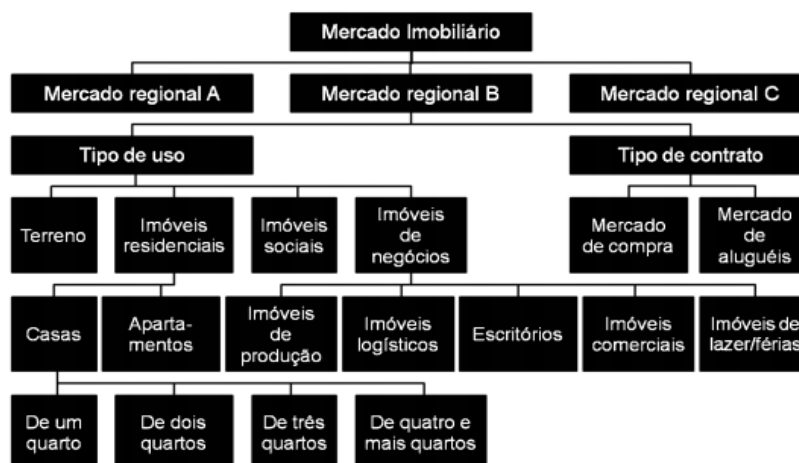 Mercado Imobiliário
Mercado regional A
Mercado regional B
Mercado regional C
Tipo de uso
Tipo de contrato
Terreno
Imóveis
residenciais
Imóveis
sociais
Imóveis
de
negócios
Mercado
de compra
Mercado
de
aluguéis
Casas
Aparta-
mentos
Imóveis
de
produção
Imóveis
logísticos
Escritórios
Imóveis
comerciais
Imóveis de
lazer/férias
De um
quarto
De dois
quartos
De três
quartos
De quatro e
mais quartos